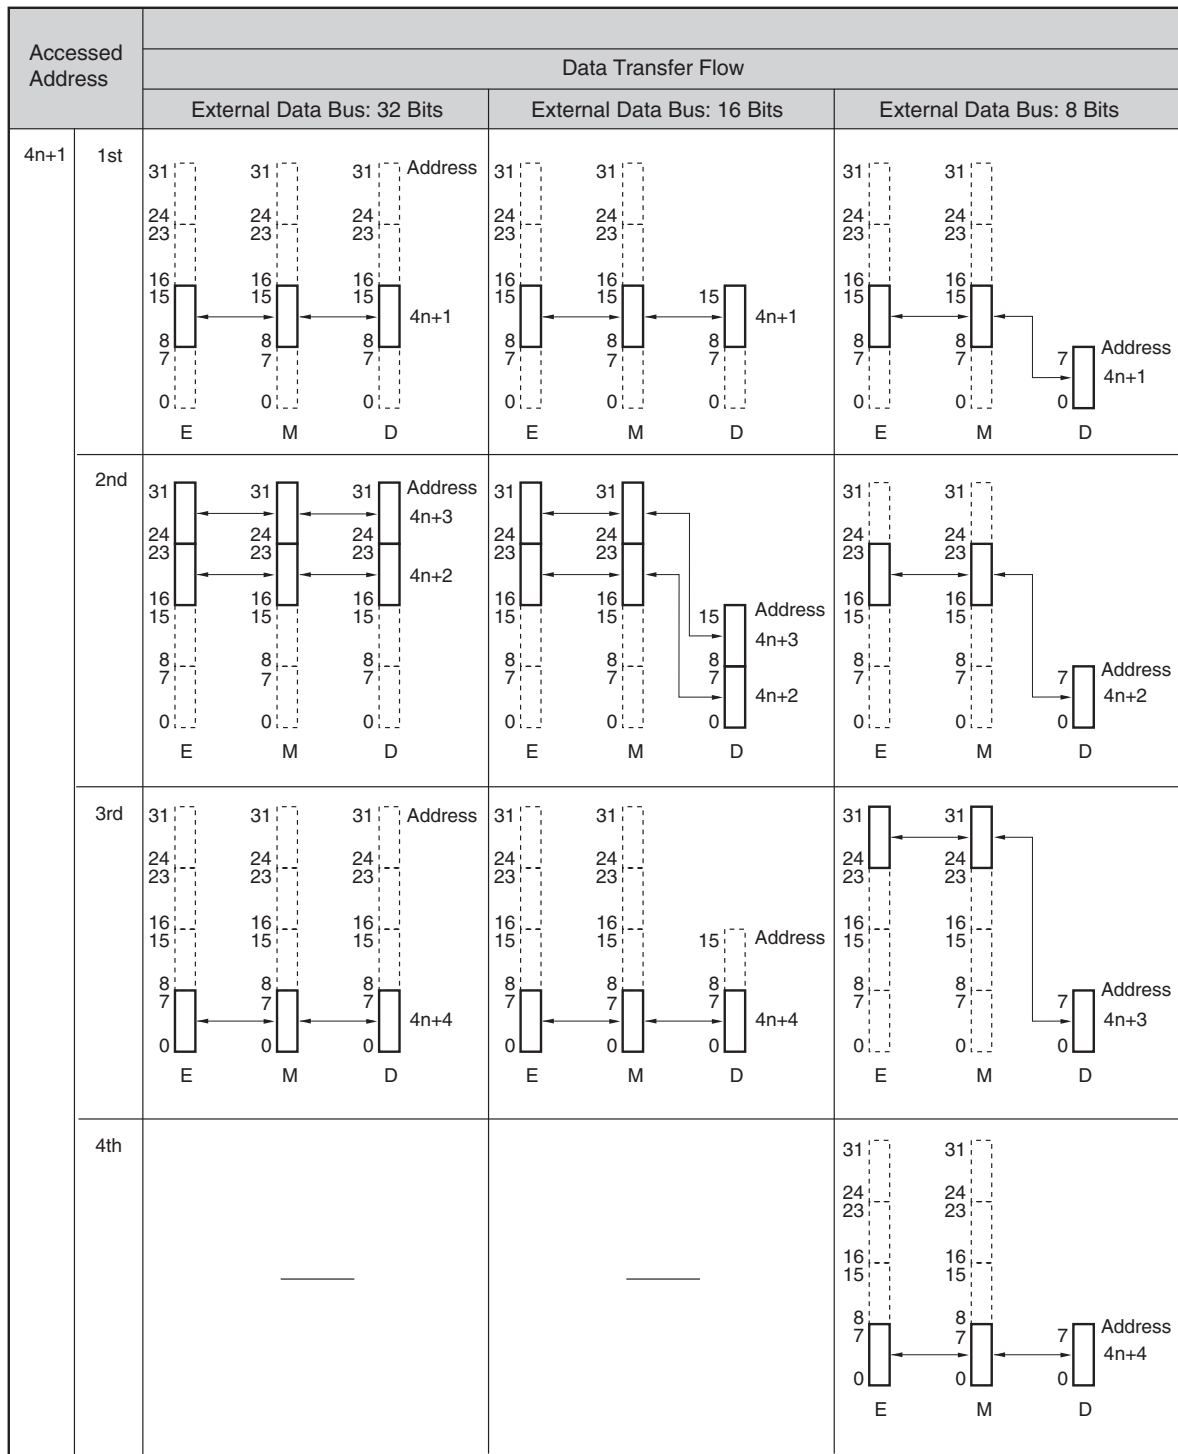 Accessed Address
Data Transfer Flow
External Data Bus: 32 Bits
External Data Bus: 16 Bits
External Data Bus: 8 Bits
4n+1
1st
31 31 31 Address
24 24 24
23 23 23
16 16 16
15 15 15
4n+1
8 8 8
7 7 7
0 0 0
E M D
31 31
24 24
23 23
16 16
15 15 15
4n+1
8 8 8
7 7 7
0 0 0
E M D
31 31
24 24
23 23
16 16
15 15
8 8
7 7 7 Address
4n+1
0 0 0
E M D
2nd
31 31 31 Address
4n+3
24 24 24
23 23 23
4n+2
16 16 16
15 15 15
8 8 8
7 7 7
0 0 0
E M D
31 31
24 24
23 23
16 16
15 15 15 Address
4n+3
8 8 8
7 7 7
4n+2
0 0 0
E M D
31 31
24 24
23 23
16 16
15 15
8 8
7 7 7 Address
4n+2
0 0 0
E M D
3rd
31 31 31 Address
24 24 24
23 23 23
16 16 16
15 15 15
8 8 8
7 7 7
4n+4
0 0 0
E M D
31 31
24 24
23 23
16 16
15 15 15 Address
8 8 8
7 7 7
4n+4
0 0 0
E M D
31 31
24 24
23 23
16 16
15 15
8 8
7 7 7 Address
4n+3
0 0 0
E M D
4th
31 31
24 24
23 23
16 16
15 15
8 8
7 7 7 Address
4n+4
0 0 0
E M D